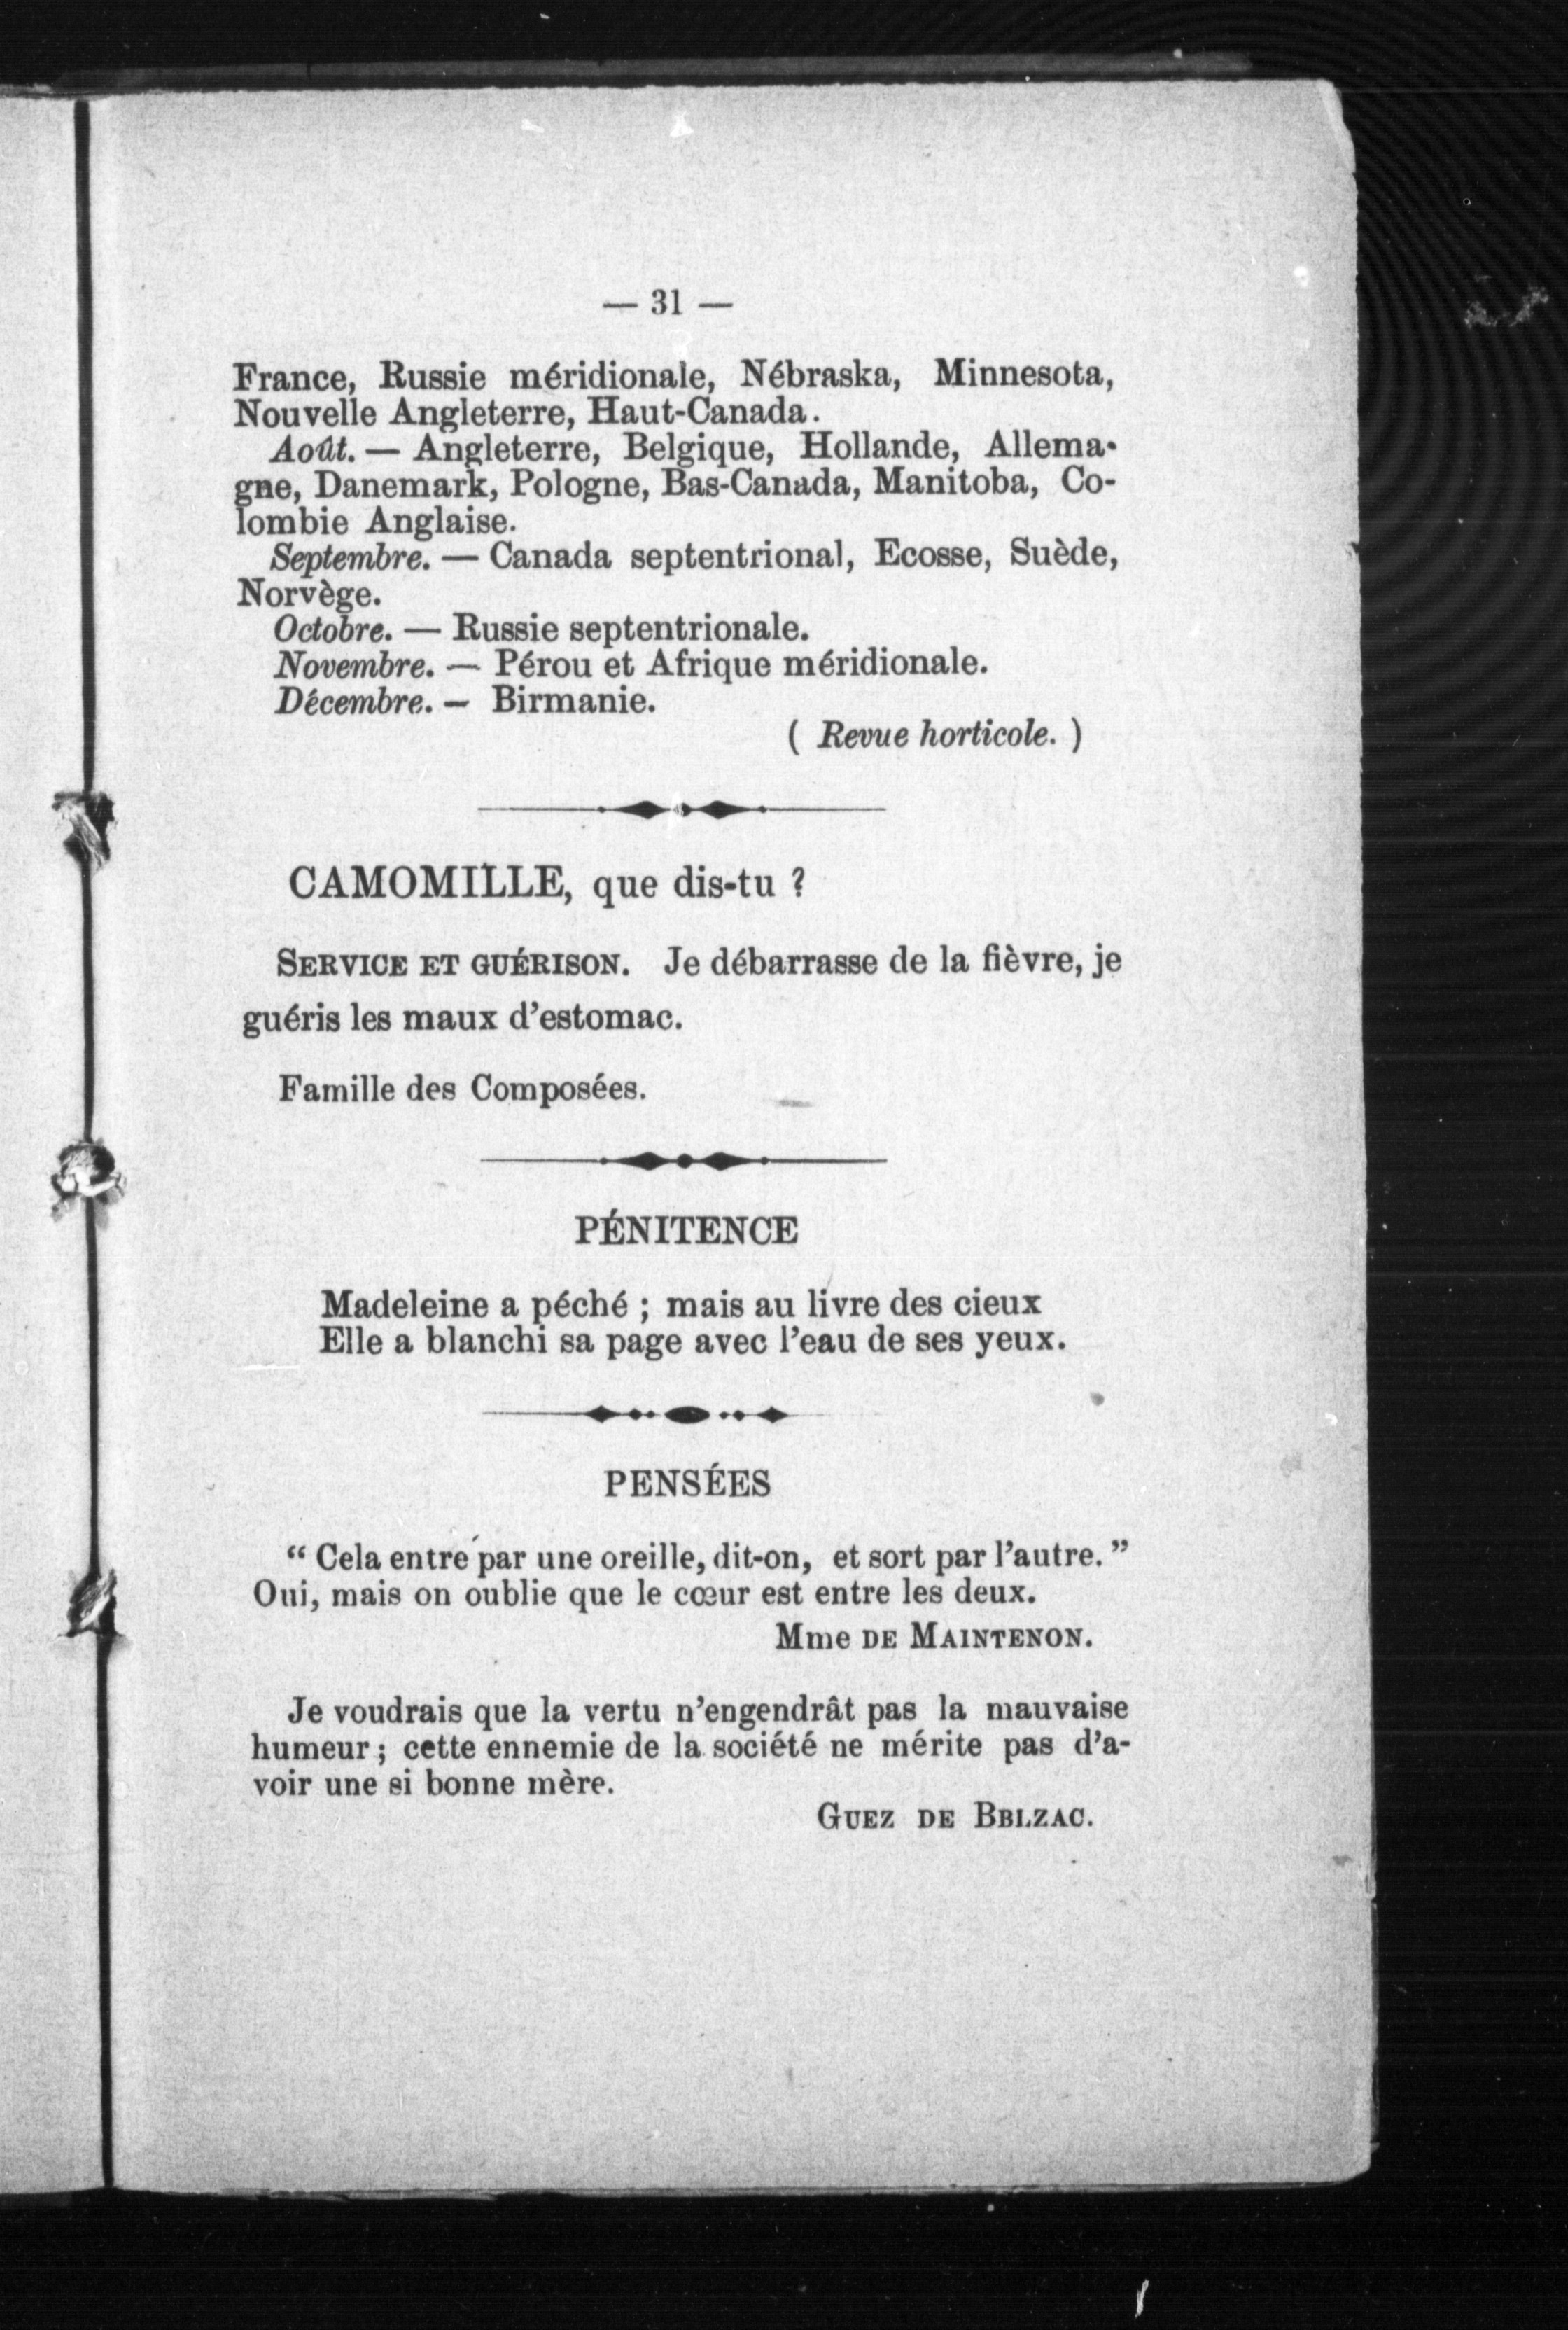 — 31 —
France, Russie méridionale, Nébraska, Minnesota,
Nouvelle Angleterre, Haut-Canada.
Août. — Angleterre, Belgique, Hollande, Allema-
gne, Danemark, Pologne, Bas-Canada, Manitoba, Co-
lombie Anglaise.
Septembre. — Canada septentrional, Ecosse, Suède,
Norvège.
Octobre. — Russie septentrionale.
Novembre. — Pérou et Afrique méridionale.
Décembre. — Birmanie.
( Revue horticole. )
CAMOMILLE, que dis-tu ?
SERVICE ET GUÉRISON. Je débarrasse de la fièvre, je
guéris les maux d'estomac.
Famille des Composées.
PÉNITENCE
Madeleine a péché ; mais au livre des cieux
Elle a blanchi sa page avec l'eau de ses yeux.
PENSÉES
“ Cela entre par une oreille, dit-on, et sort par l'autre. ”
Oui, mais on oublie que le cœur est entre les deux.
Mme DE MAINTENON.
Je voudrais que la vertu n'engendrât pas la mauvaise
humeur ; cette ennemie de la société ne mérite pas d'a-
voir une si bonne mère.
GUEZ DE BBLZAC.